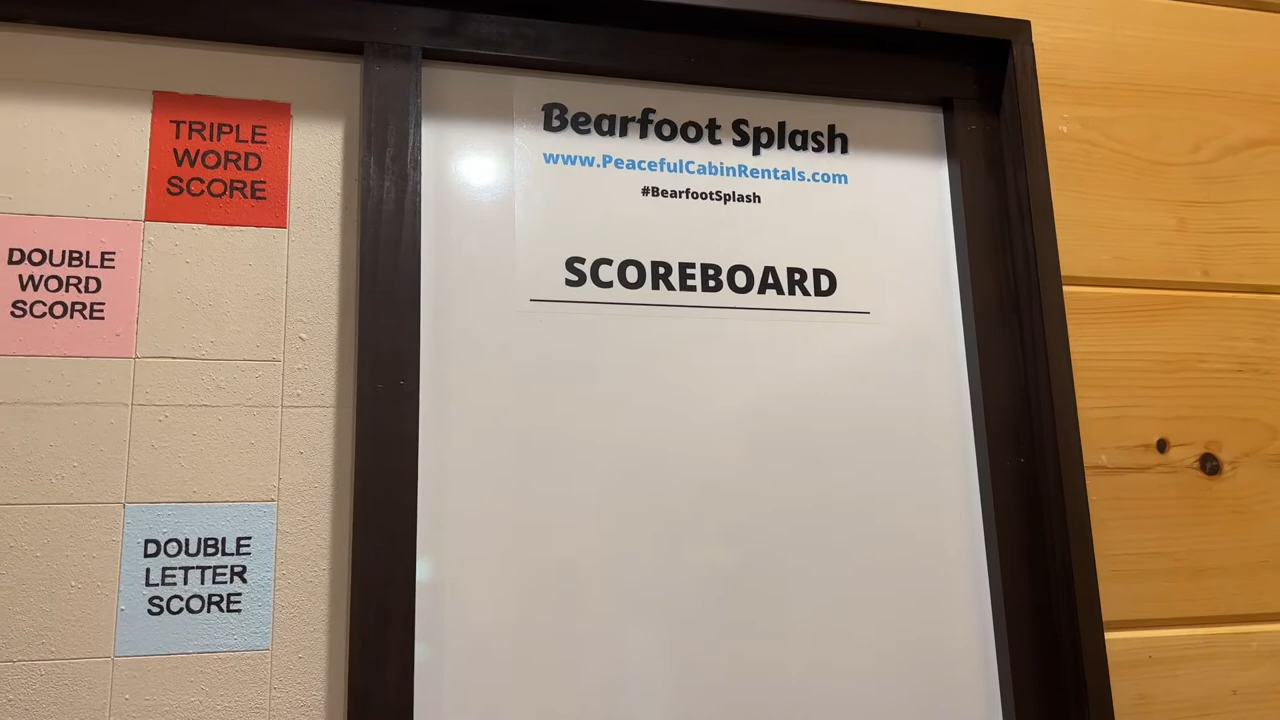 TRIPLE
WORD
SCORE
DOUBLE
WORD
SCORE
DOUBLE
LETTER
SCORE
Bearfoot Splash
www.PeacefulCabinRentals.com
#BearfootSplash
SCOREBOARD